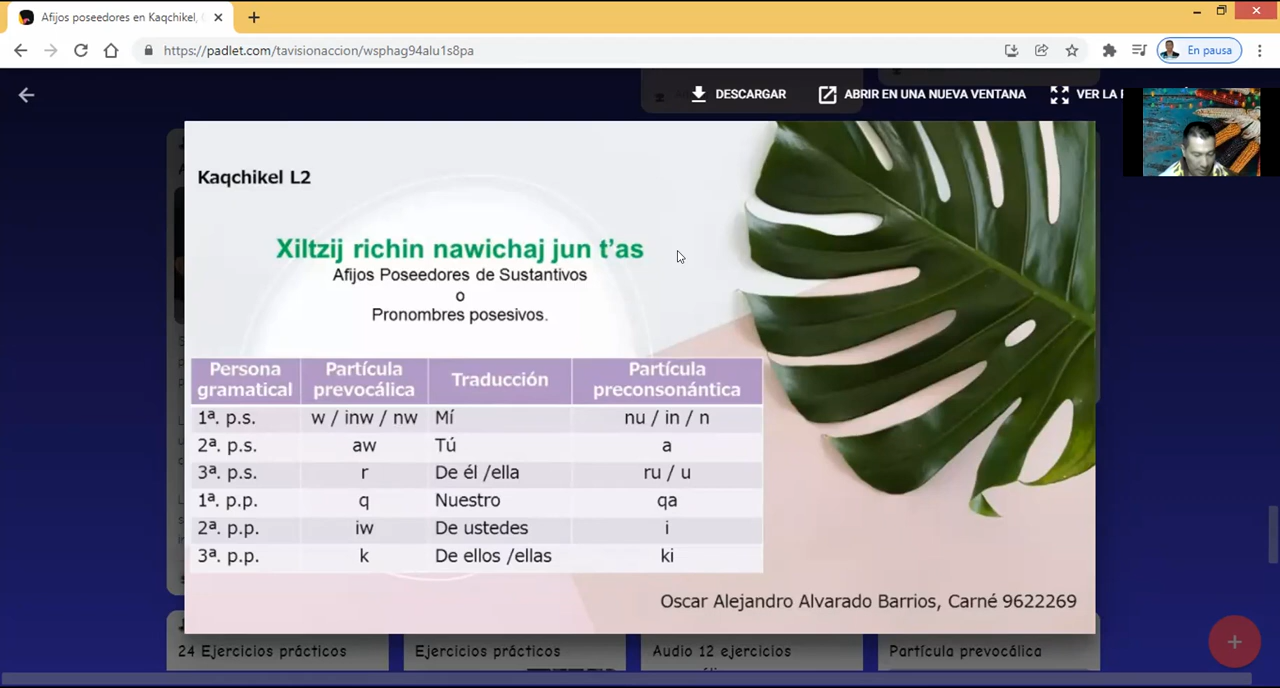 Afijos poseedores en Kaqchikel,
https://padlet.com/tavisionaccion/wsphag94alu1s8pa
En pausa
DESCARGAR ABRIR EN UNA NUEVA VENTANA VER LA
Kaqchikel L2
Xiltzij richin nawichaj jun t’as
Afijos Poseedores de Sustantivos
o
Pronombres posesivos.
Persona gramatical Partícula prevocálica Traducción Partícula preconsonántica
1ª. p.s. w / inw / nw Mí nu / in / n
2ª. p.s. aw Tú a
3ª. p.s. r De él /ella ru / u
1ª. p.p. q Nuestro qa
2ª. p.p. iw De ustedes i
3ª. p.p. k De ellos /ellas ki
Oscar Alejandro Alvarado Barrios, Carné 9622269
24 Ejercicios prácticos Ejercicios prácticos Audio 12 ejercicios Partícula prevocálica